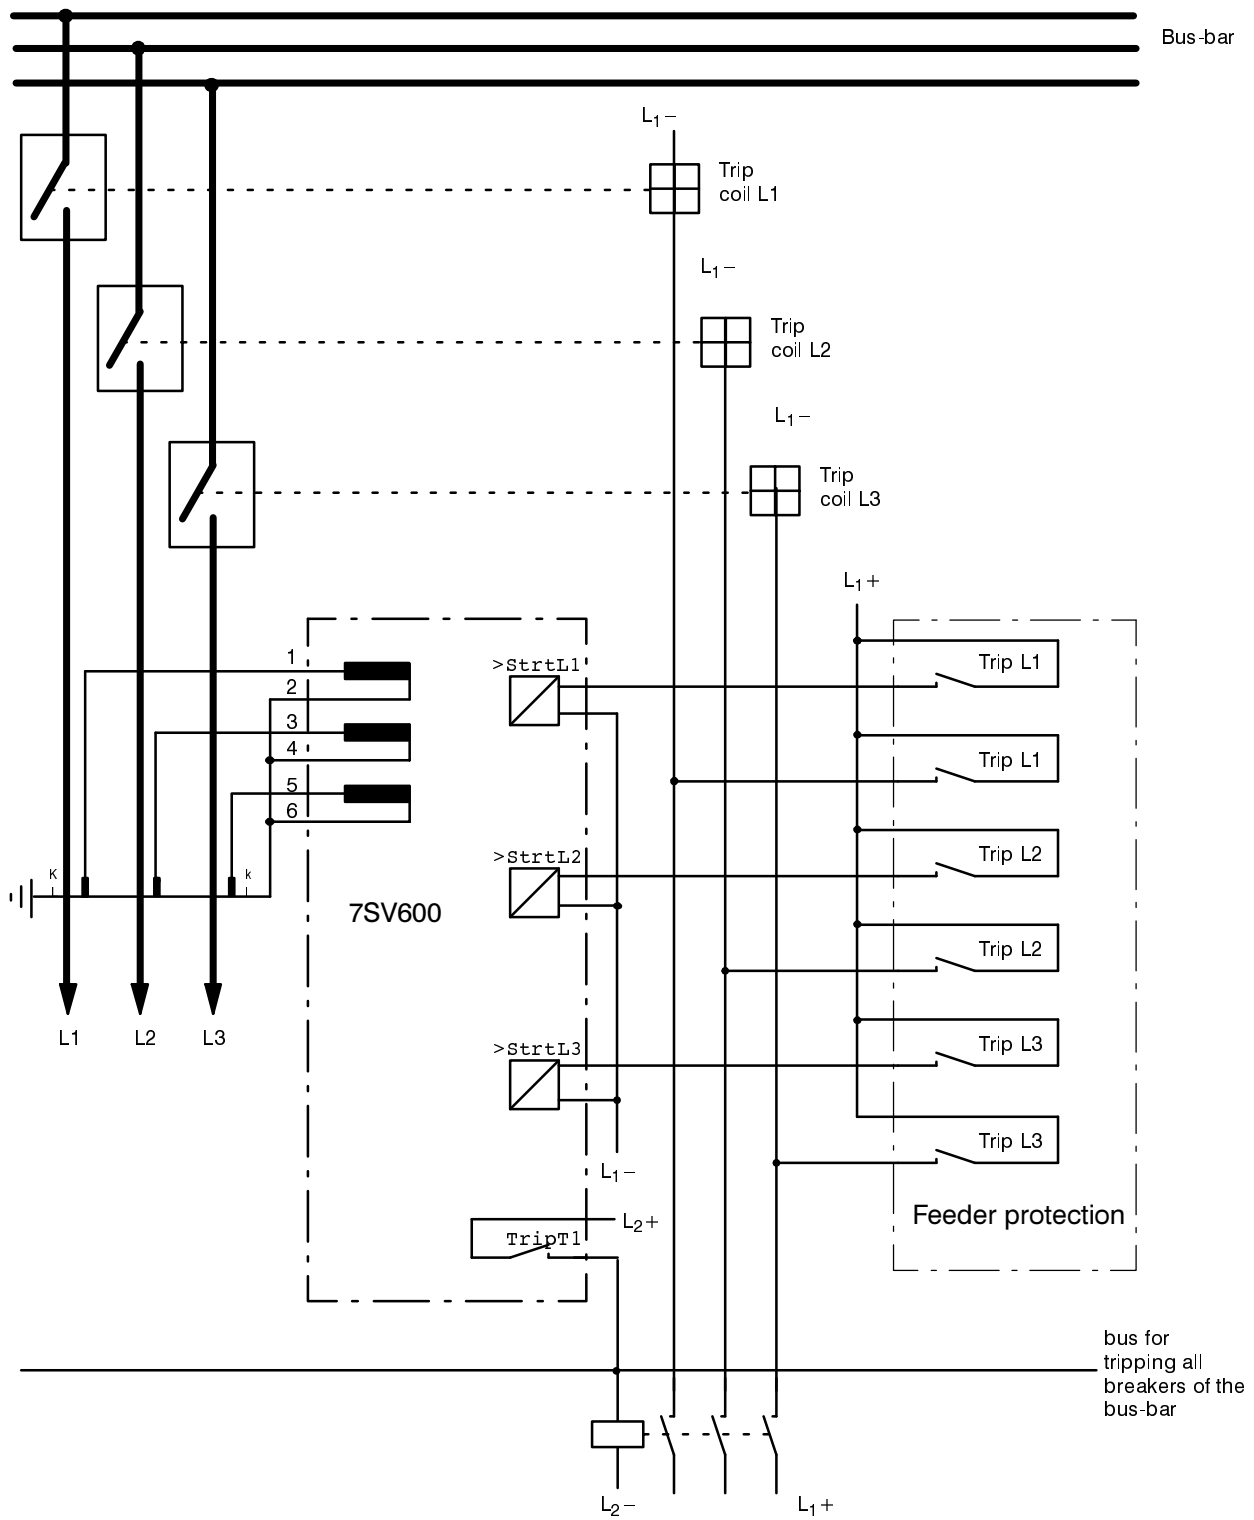 Bus-bar
L1–
Trip
coil L1
L1–
Trip
coil L2
L1–
Trip
coil L3
L1+
1
2
3
4
5
6
>StrtL1
Trip L1
Trip L1
>StrtL2
Trip L2
K
k
7SV600
Trip L2
L1
L2
L3
>StrtL3
Trip L3
Trip L3
L1–
Feeder protection
L2+
TripT1
bus for
tripping all
breakers of the
bus-bar
L2–
L1+